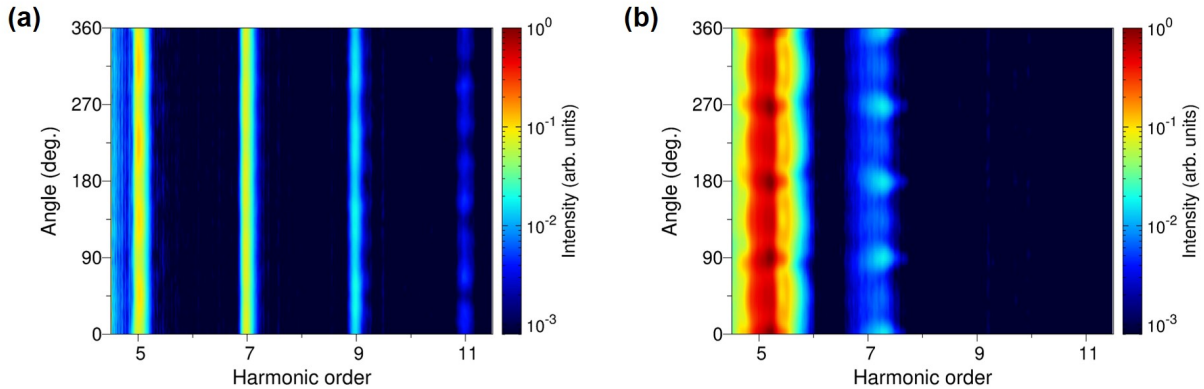 (a)
360
270
180
90
0
Angle (deg.)
5 7 9 11
Harmonic order
10^0
10^-1
10^-2
10^-3
Intensity (arb. units)
(b)
360
270
180
90
0
Angle (deg.)
5 7 9 11
Harmonic order
10^0
10^-1
10^-2
10^-3
Intensity (arb. units)